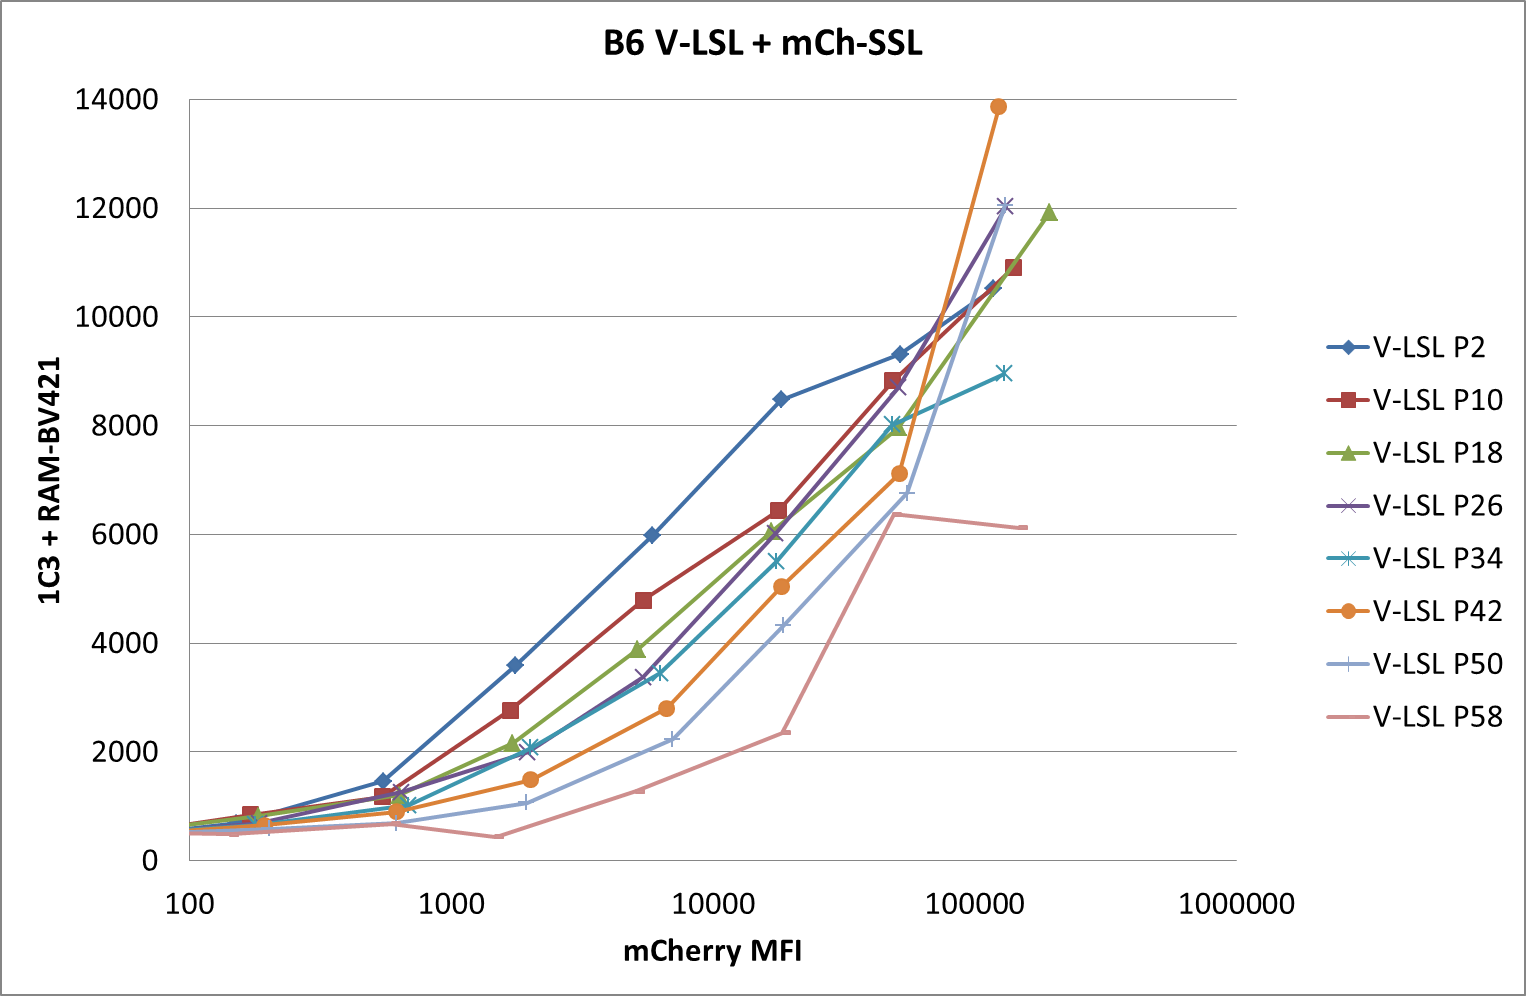 B6 V-LSL + mCh-SSL
14000
12000
10000
8000
6000
4000
2000
0
1C3 + RAM-BV421
100
1000
10000
100000
1000000
mCherry MFI
V-LSL P2
V-LSL P10
V-LSL P18
V-LSL P26
V-LSL P34
V-LSL P42
V-LSL P50
V-LSL P58